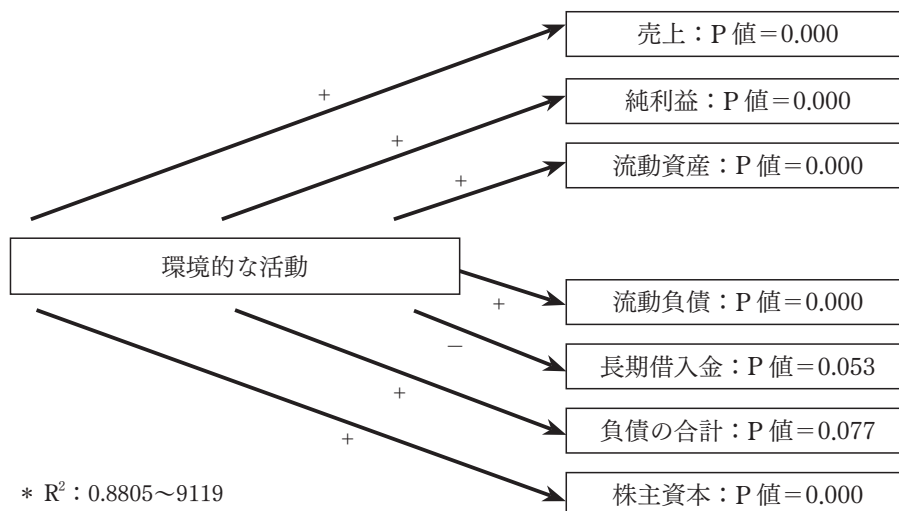 売上：P 値＝0.000
＋
純利益：P 値＝0.000
＋
流動資産：P 値＝0.000
＋
環境的な活動
流動負債：P 値＝0.000
＋
－
長期借入金：P 値＝0.053
＋
負債の合計：P 値＝0.077
＋
株主資本：P 値＝0.000
* R²：0.8805～9119